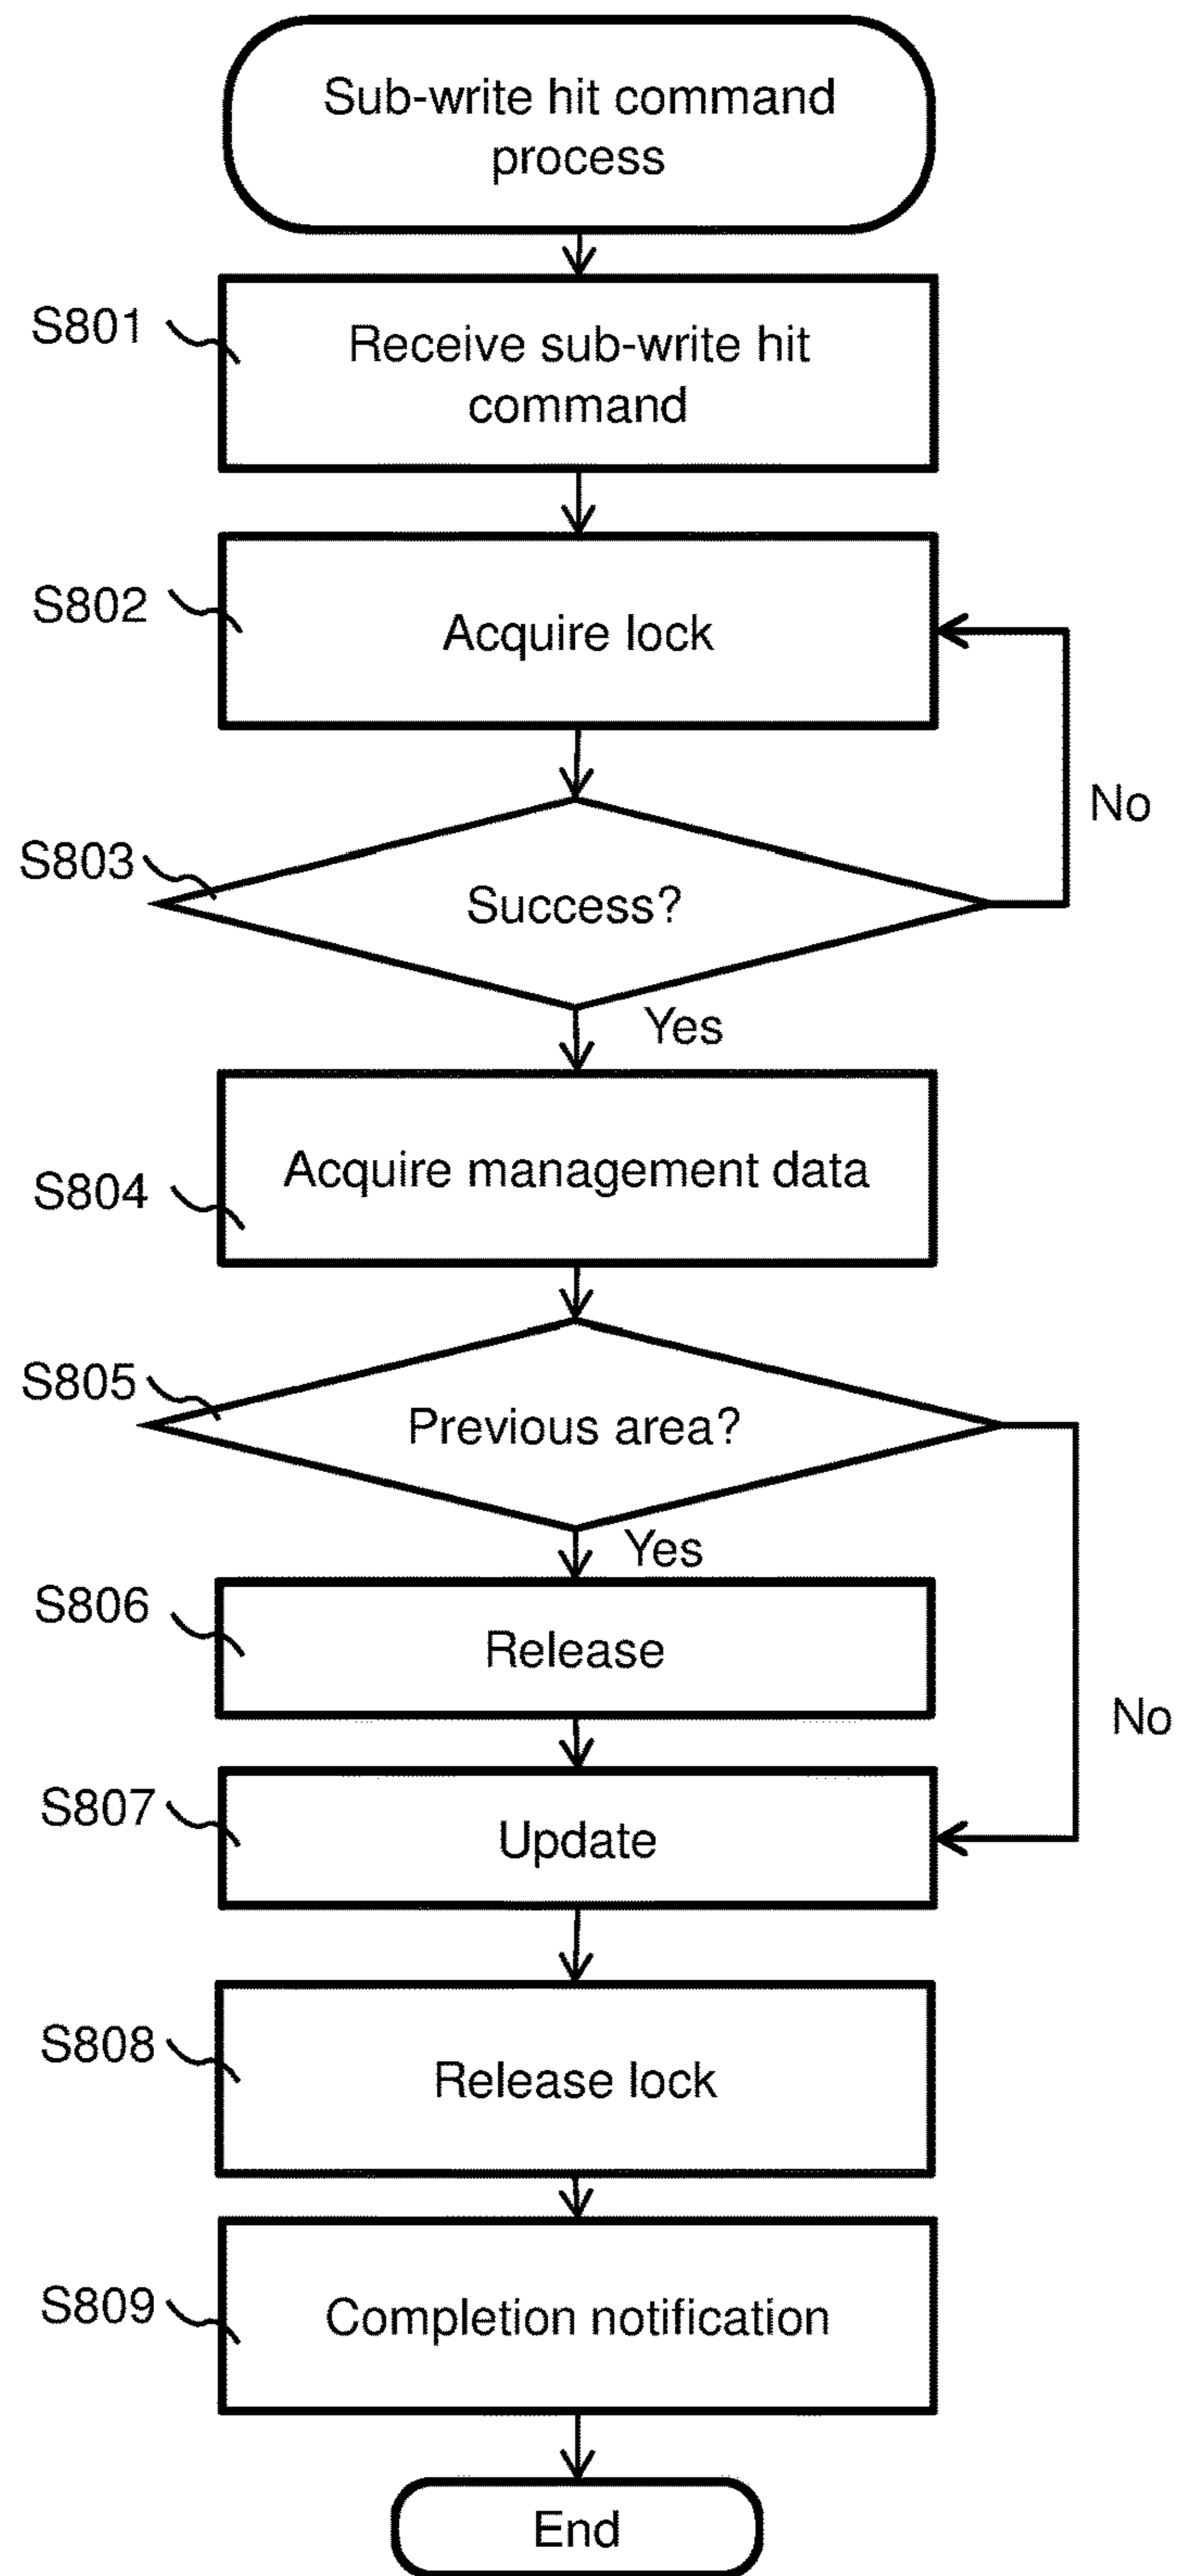 Sub-write hit command
process
S801
Receive sub-write hit
command
S802
Acquire lock
No
S803
Success?
Yes
S804
Acquire management data
S805
Previous area?
Yes
S806
Release
No
S807
Update
S808
Release lock
S809
Completion notification
End